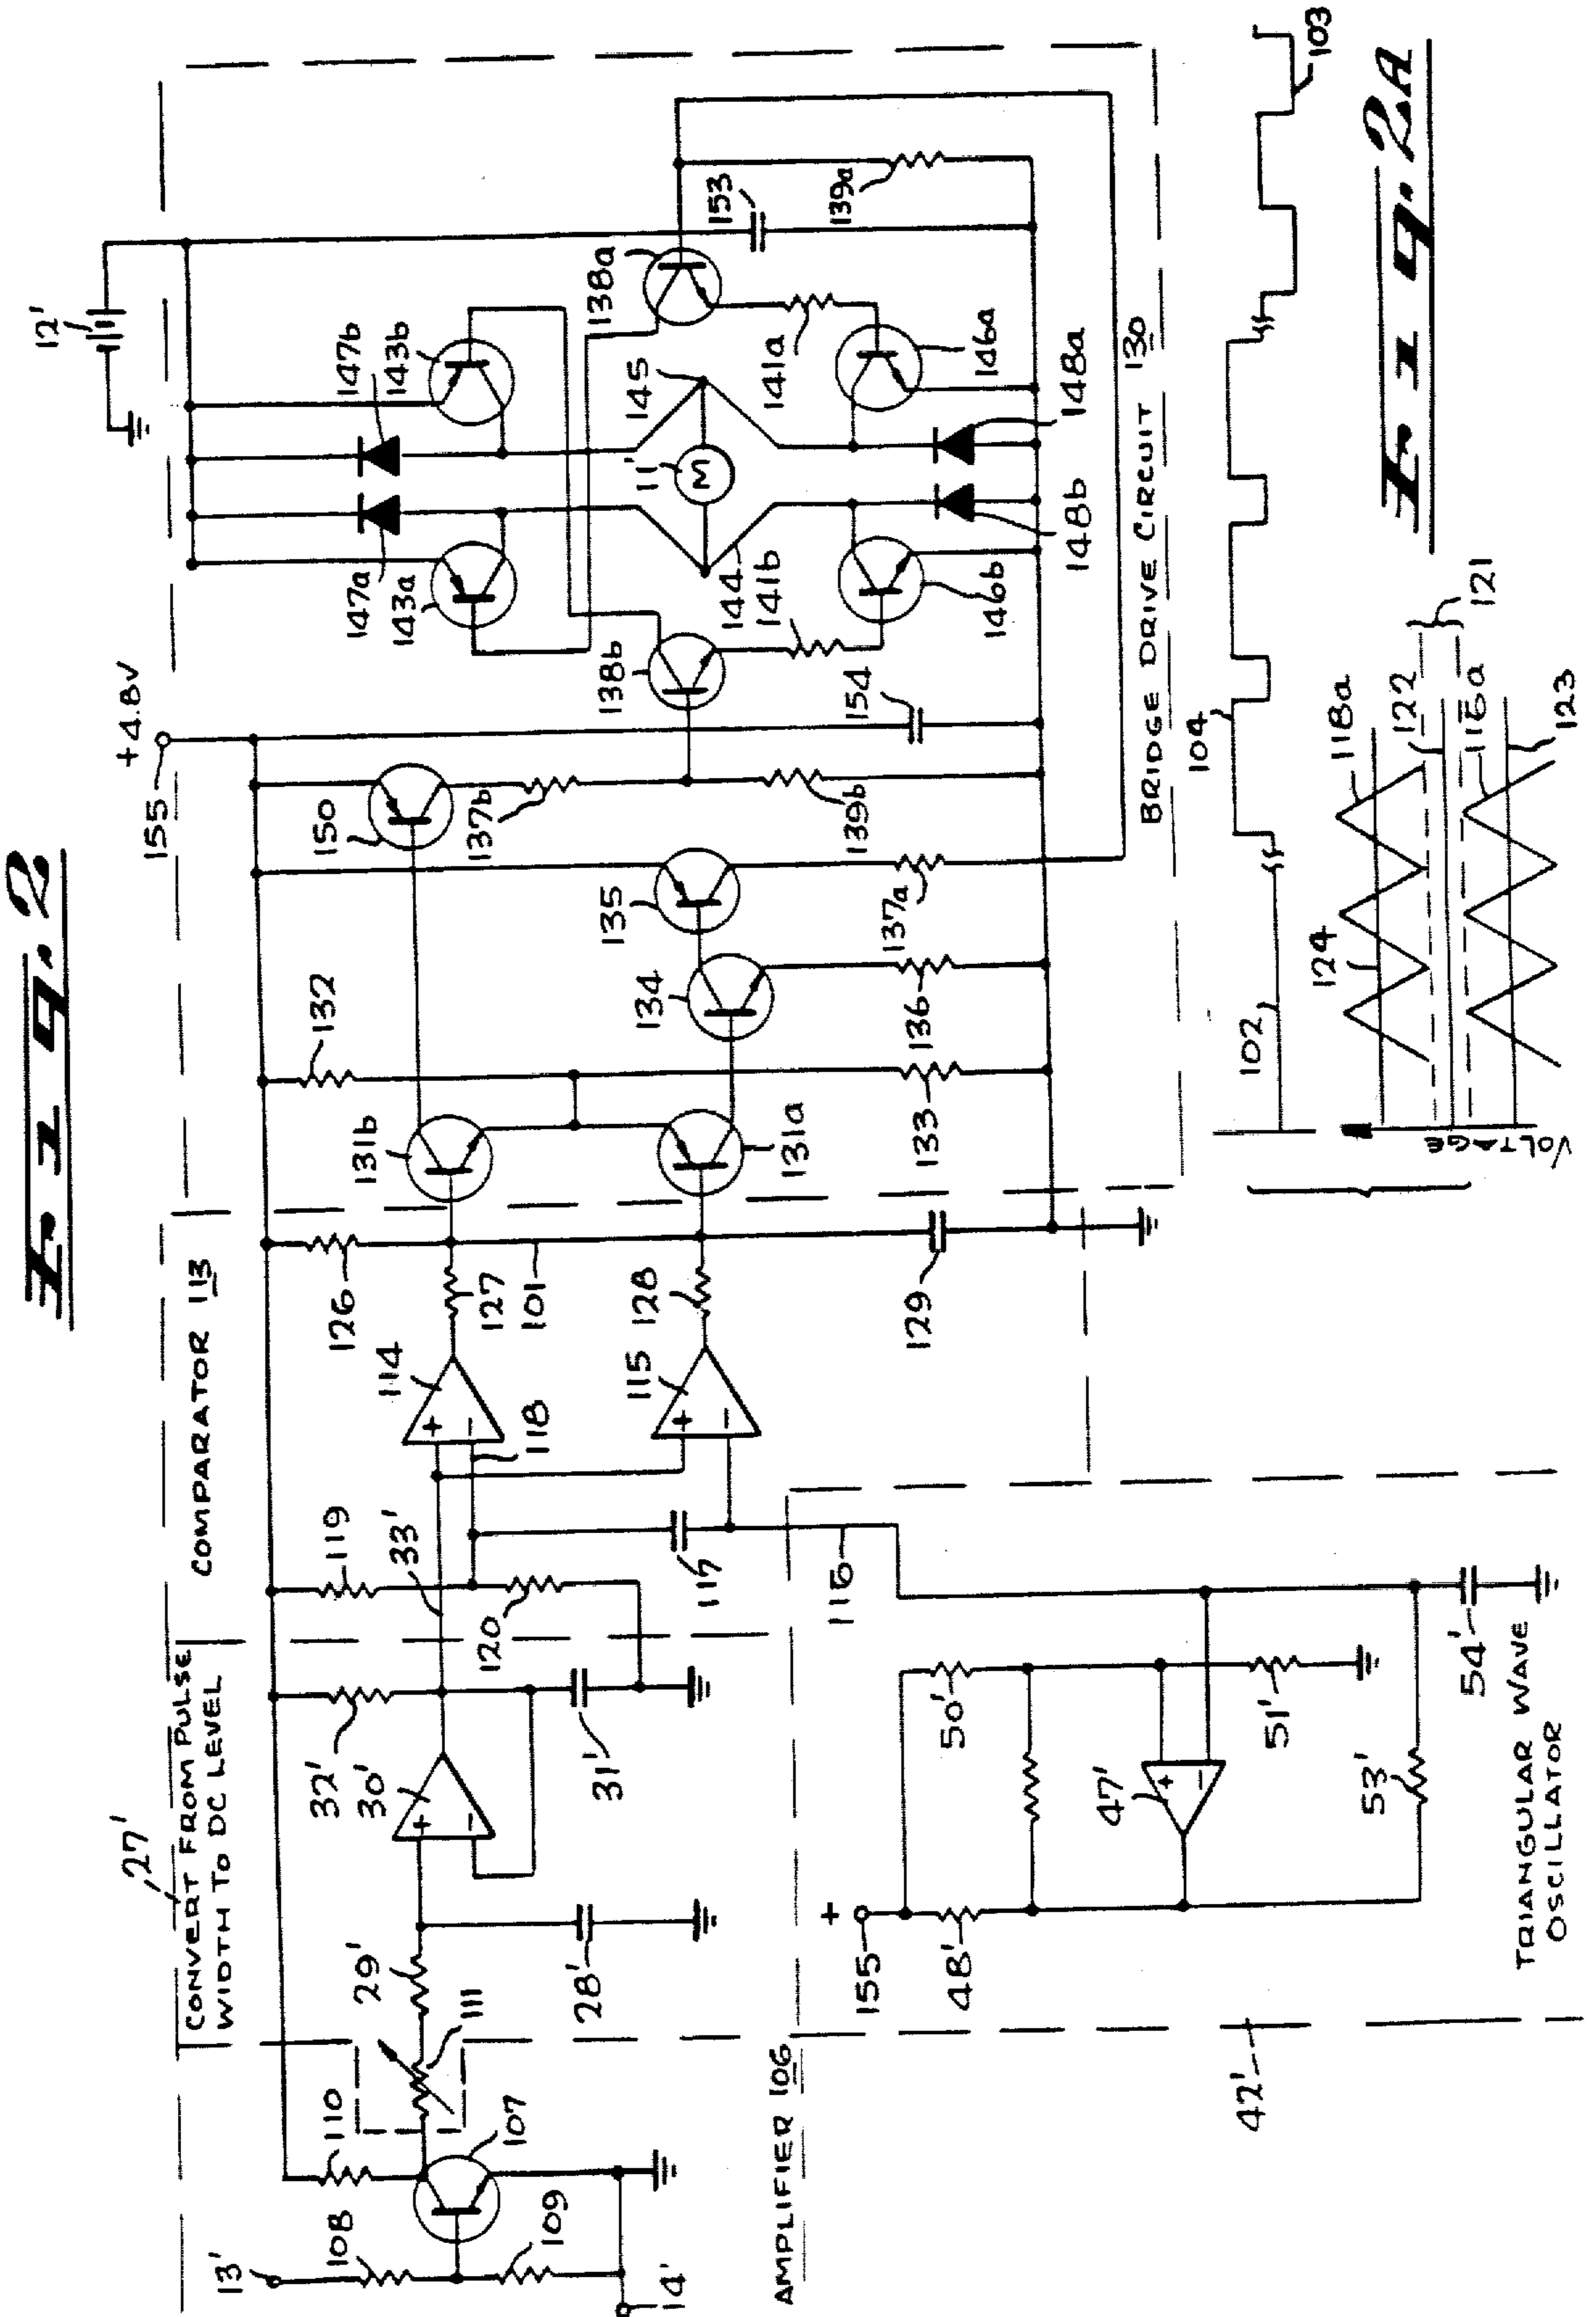 Fig. 2
13'
108
109
14'
110
107
111
AMPLIFIER 106
27'
CONVERT FROM PULSE
WIDTH TO DC LEVEL
29'
28'
32'
30'
31'
+
-
COMPARATOR 113
33'
119
120
117
118
114
+
-
115
+
-
116
126
127
101
128
129
42'
155
+
48'
50'
51'
47'
+
-
53'
54'
TRIANGULAR WAVE
OSCILLATOR
131b
131a
132
133
134
135
136
137a
150
137b
139b
155
+4.8V
154
138b
141b
144
146b
148b
143a
147a
147b
143b
11'
M
145
141a
146a
148a
138a
153
139a
12'
BRIDGE DRIVE CIRCUIT 130
102
104
103
VOLTAGE
124
118a
122
121
116a
123
Fig. 2A